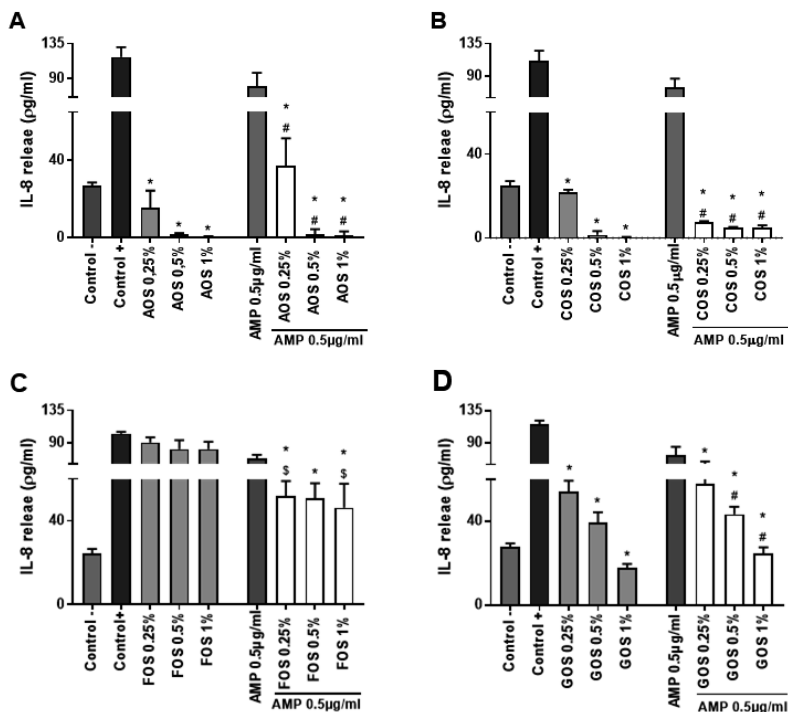 A
IL-8 releae (ρg/ml)
135
90
40
0
*
*
*
*
#
*
#
*
#
Control -
Control +
AOS 0,25%
AOS 0,5%
AOS 1%
AMP 0.5µg/ml
AOS 0.25%
AOS 0.5%
AOS 1%
AMP 0.5µg/ml
B
IL-8 releae (ρg/ml)
135
90
40
0
*
*
*
*
#
*
#
*
#
Control -
Control +
COS 0.25%
COS 0.5%
COS 1%
AMP 0.5µg/ml
COS 0.25%
COS 0.5%
COS 1%
AMP 0.5µg/ml
C
IL-8 releae (ρg/ml)
135
90
40
0
*
$
*
*
$
Control -
Control+
FOS 0.25%
FOS 0.5%
FOS 1%
AMP 0.5µg/ml
FOS 0.25%
FOS 0.5%
FOS 1%
AMP 0.5µg/ml
D
IL-8 releae (ρg/ml)
135
90
40
0
*
*
*
*
*
#
*
#
Control -
Control +
GOS 0.25%
GOS 0.5%
GOS 1%
AMP 0.5µg/ml
GOS 0.25%
GOS 0.5%
GOS 1%
AMP 0.5µg/ml